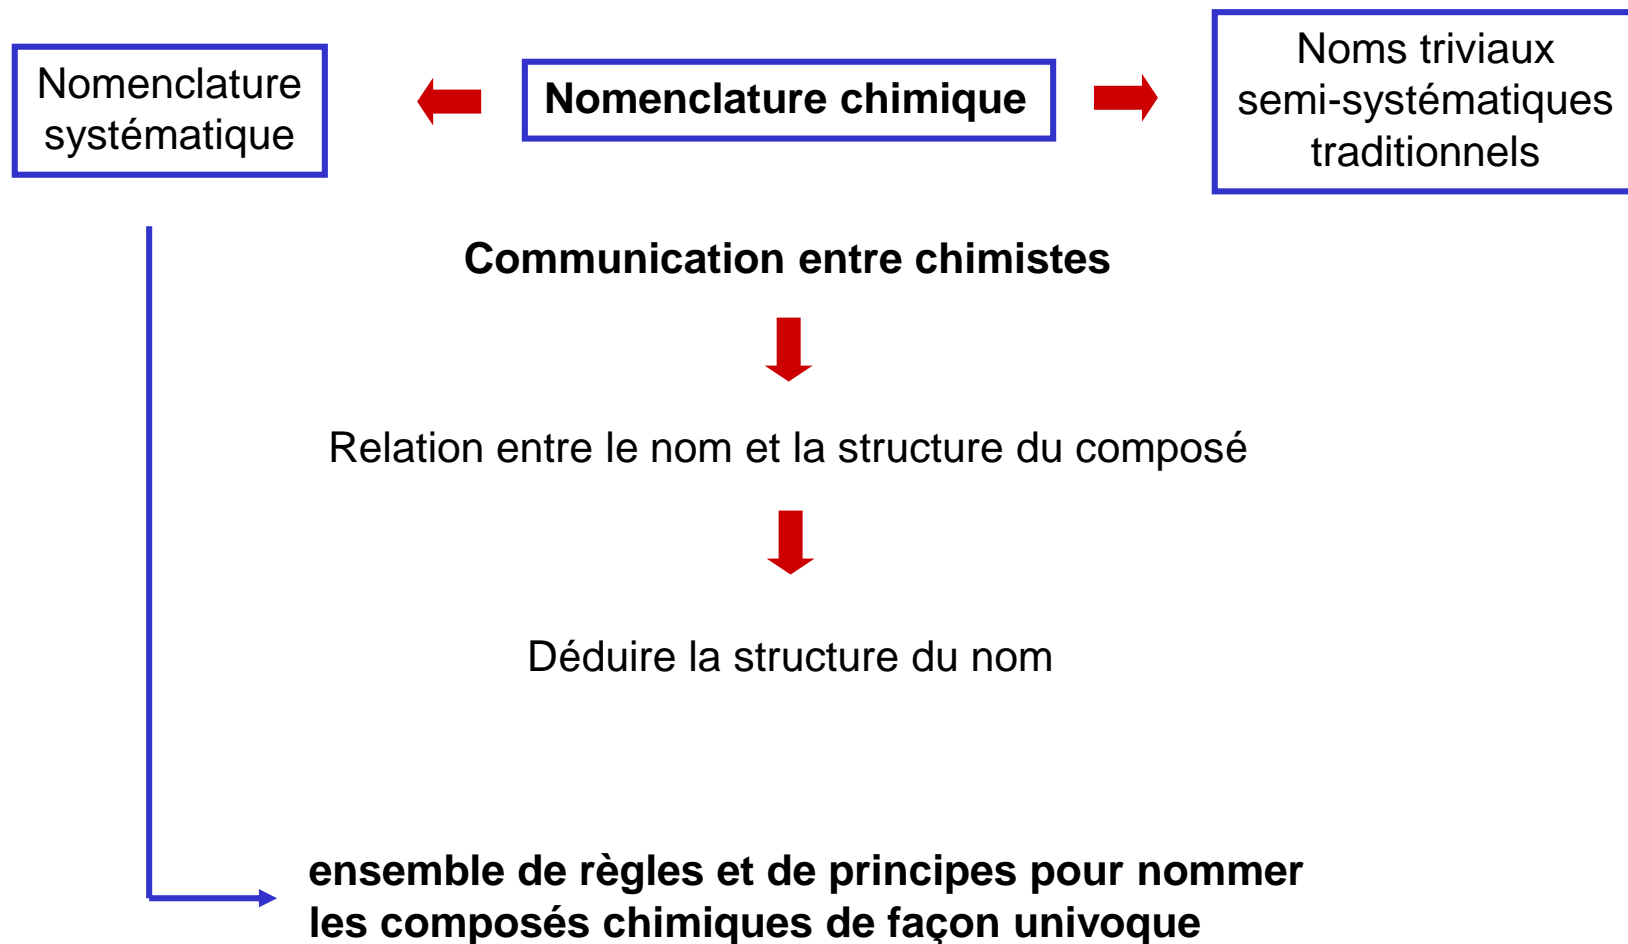 Nomenclature
systématique
Nomenclature chimique
Noms triviaux
semi-systématiques
traditionnels
Communication entre chimistes
Relation entre le nom et la structure du composé
Déduire la structure du nom
ensemble de règles et de principes pour nommer
les composés chimiques de façon univoque